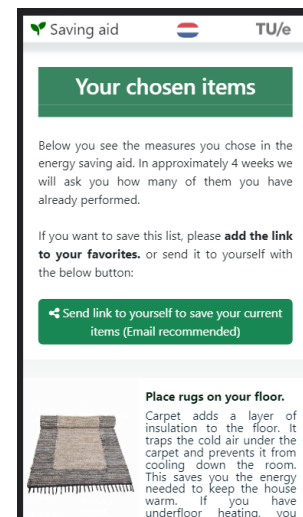 Saving aid TU/e
Your chosen items
Below you see the measures you chose in the
energy saving aid. In approximately 4 weeks we
will ask you how many of them you have
already performed.
If you want to save this list, please add the link
to your favorites. or send it to yourself with
the below button:
Send link to yourself to save your current
items (Email recommended)
Place rugs on your floor.
Carpet adds a layer of
insulation to the floor. It
traps the cold air under the
carpet and prevents it from
cooling down the room.
This saves you the energy
needed to keep the house
warm. If you have
underfloor heating, you